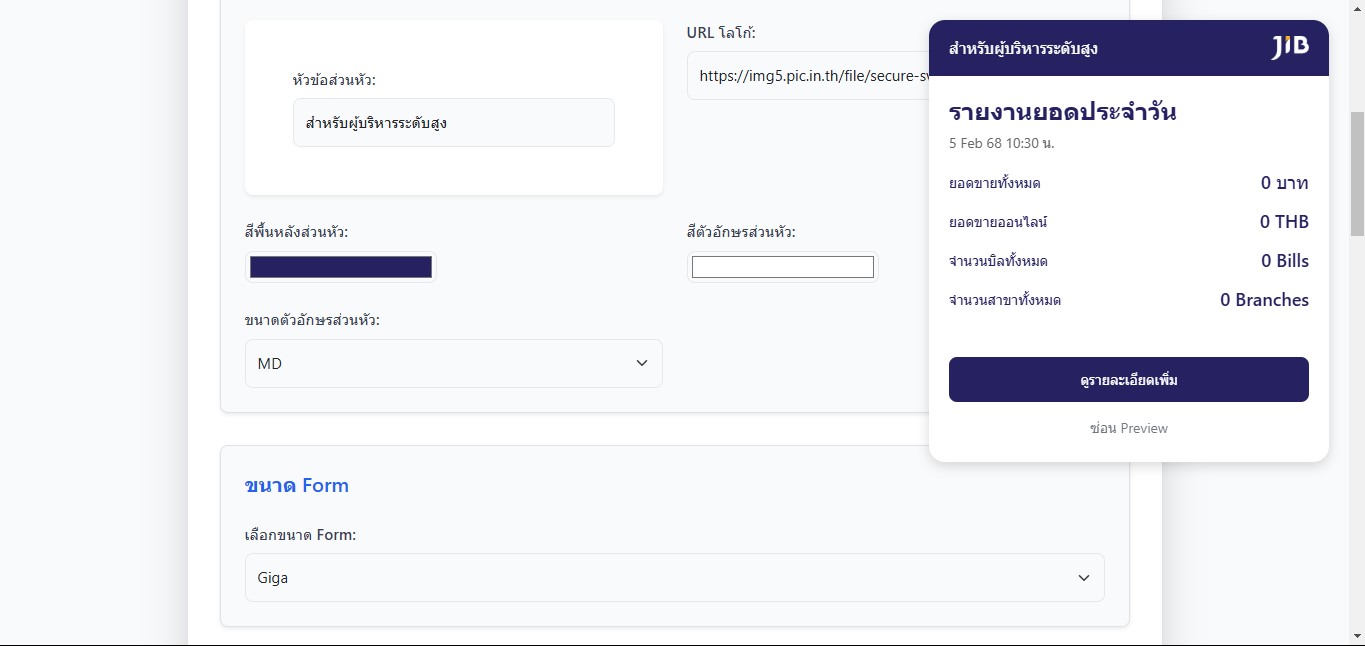 URL โลโก้:
https://img5.pic.in.th/file/secure-sv
หัวข้อส่วนหัว:
สำหรับผู้บริหารระดับสูง
สีพื้นหลังส่วนหัว:
สีตัวอักษรส่วนหัว:
ขนาดตัวอักษรส่วนหัว:
MD
ขนาด Form
เลือกขนาด Form:
Giga
สำหรับผู้บริหารระดับสูง
JIB
รายงานยอดประจำวัน
5 Feb 68 10:30 น.
ยอดขายทั้งหมด 0 บาท
ยอดขายออนไลน์ 0 THB
จำนวนบิลทั้งหมด 0 Bills
จำนวนสาขาทั้งหมด 0 Branches
ดูรายละเอียดเพิ่ม
ซ่อน Preview